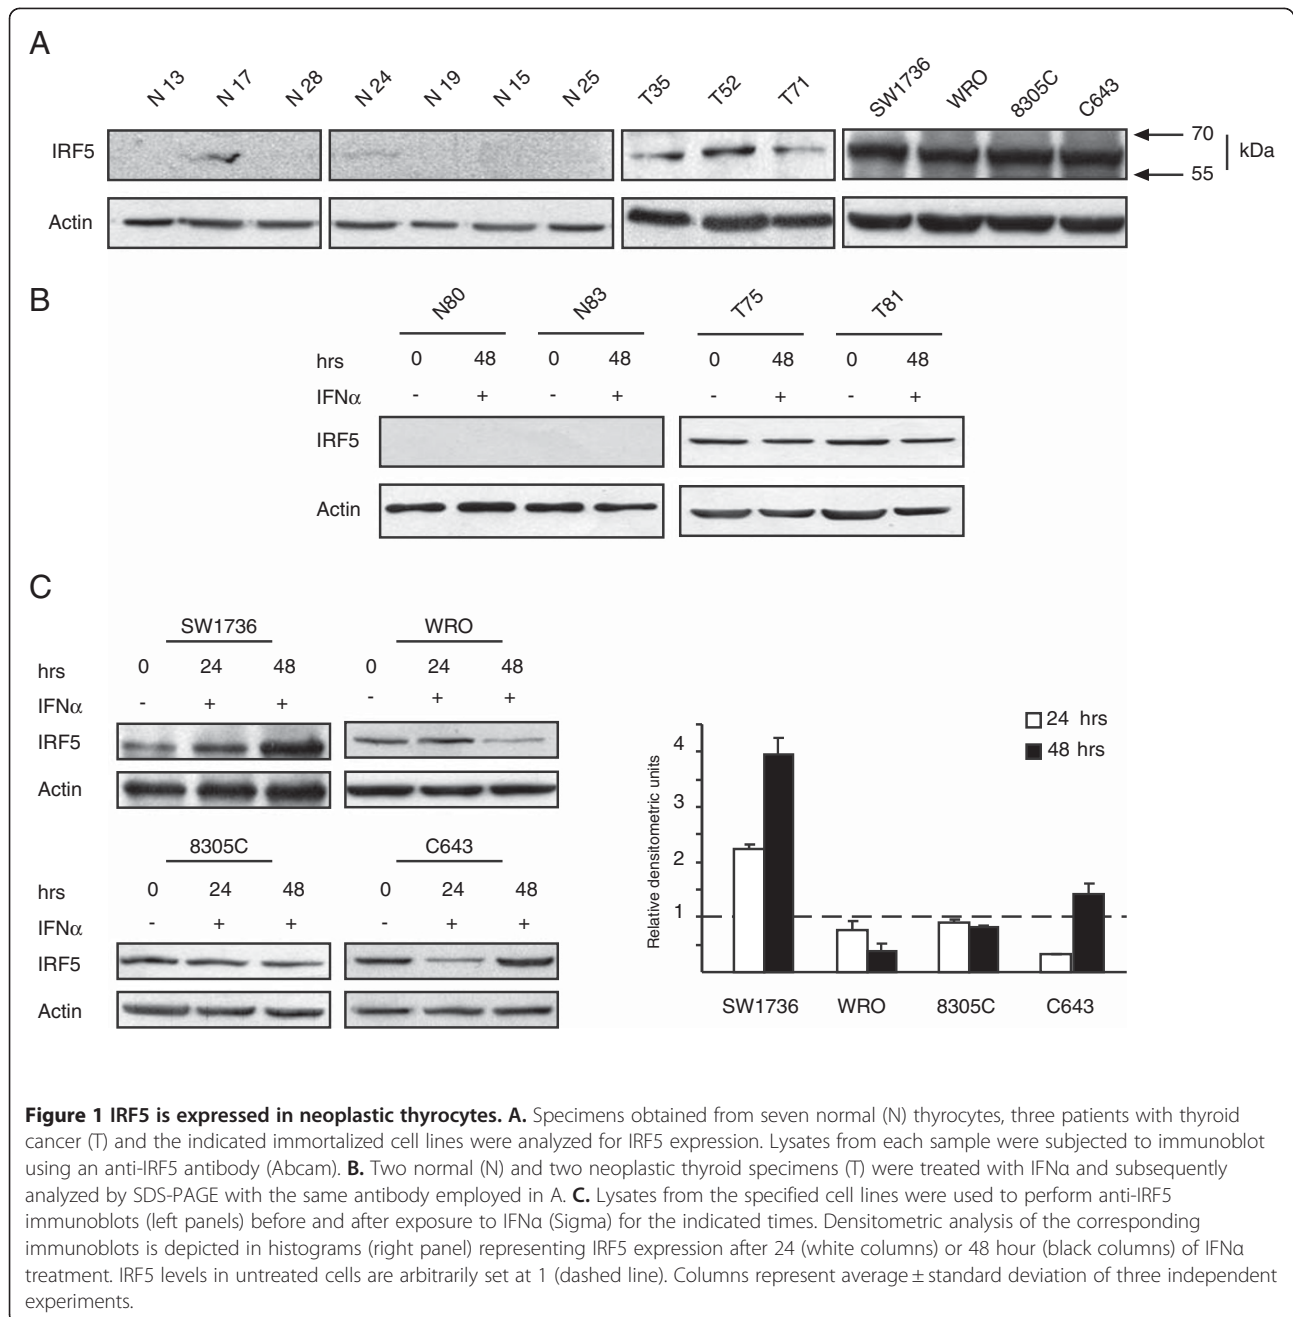 A
N 13 N 17 N 28 N 24 N 19 N 15 N 25 T35 T52 T71 SW1736 WRO 8305C C643
IRF5
70
kDa
55
Actin
B
N80 N83 T75 T81
hrs 0 48 0 48 0 48 0 48
IFNα - + - + - + - +
IRF5
Actin
C
SW1736 WRO
hrs 0 24 48 0 24 48
IFNα - + + - + +
IRF5
Actin
8305C C643
hrs 0 24 48 0 24 48
IFNα - + + - + +
IRF5
Actin
24 hrs
48 hrs
Relative densitometric units
4
3
2
1
SW1736 WRO 8305C C643
Figure 1 IRF5 is expressed in neoplastic thyrocytes. A. Specimens obtained from seven normal (N) thyrocytes, three patients with thyroid
cancer (T) and the indicated immortalized cell lines were analyzed for IRF5 expression. Lysates from each sample were subjected to immunoblot
using an anti-IRF5 antibody (Abcam). B. Two normal (N) and two neoplastic thyroid specimens (T) were treated with IFNα and subsequently
analyzed by SDS-PAGE with the same antibody employed in A. C. Lysates from the specified cell lines were used to perform anti-IRF5
immunoblots (left panels) before and after exposure to IFNα (Sigma) for the indicated times. Densitometric analysis of the corresponding
immunoblots is depicted in histograms (right panel) representing IRF5 expression after 24 (white columns) or 48 hour (black columns) of IFNα
treatment. IRF5 levels in untreated cells are arbitrarily set at 1 (dashed line). Columns represent average ± standard deviation of three independent
experiments.